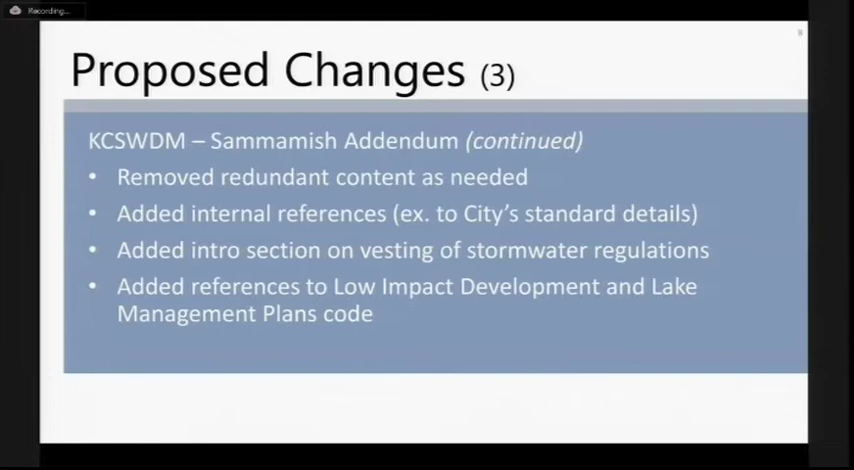 Recording...
8
Proposed Changes (3)
KCSWDM – Sammamish Addendum (continued)
• Removed redundant content as needed
• Added internal references (ex. to City's standard details)
• Added intro section on vesting of stormwater regulations
• Added references to Low Impact Development and Lake
Management Plans code